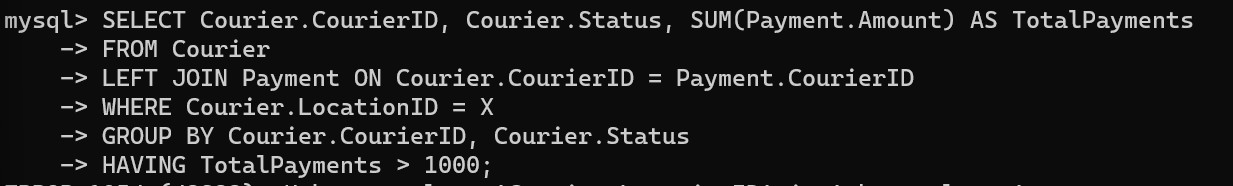 mysql> SELECT Courier.CourierID, Courier.Status, SUM(Payment.Amount) AS TotalPayments
    -> FROM Courier
    -> LEFT JOIN Payment ON Courier.CourierID = Payment.CourierID
    -> WHERE Courier.LocationID = X
    -> GROUP BY Courier.CourierID, Courier.Status
    -> HAVING TotalPayments > 1000;